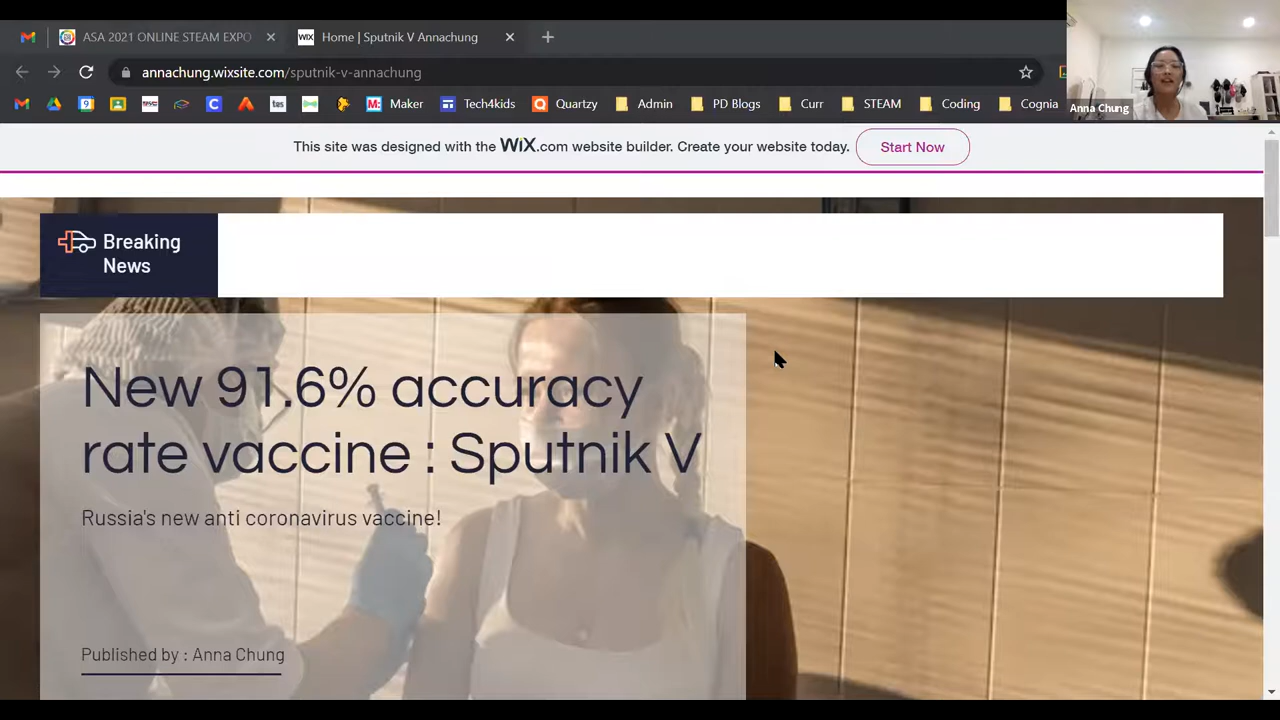 ASA 2021 ONLINE STEAM EXPO
WiX
Home | Sputnik V Annachung
annachung.wixsite.com/sputnik-v-annachung
Maker
Tech4kids
Quartzy
Admin
PD Blogs
Curr
STEAM
Coding
Cognia
Anna Chung
This site was designed with the WiX.com website builder. Create your website today.
Start Now
Breaking
News
New 91.6% accuracy
rate vaccine : Sputnik V
Russia's new anti coronavirus vaccine!
Published by : Anna Chung